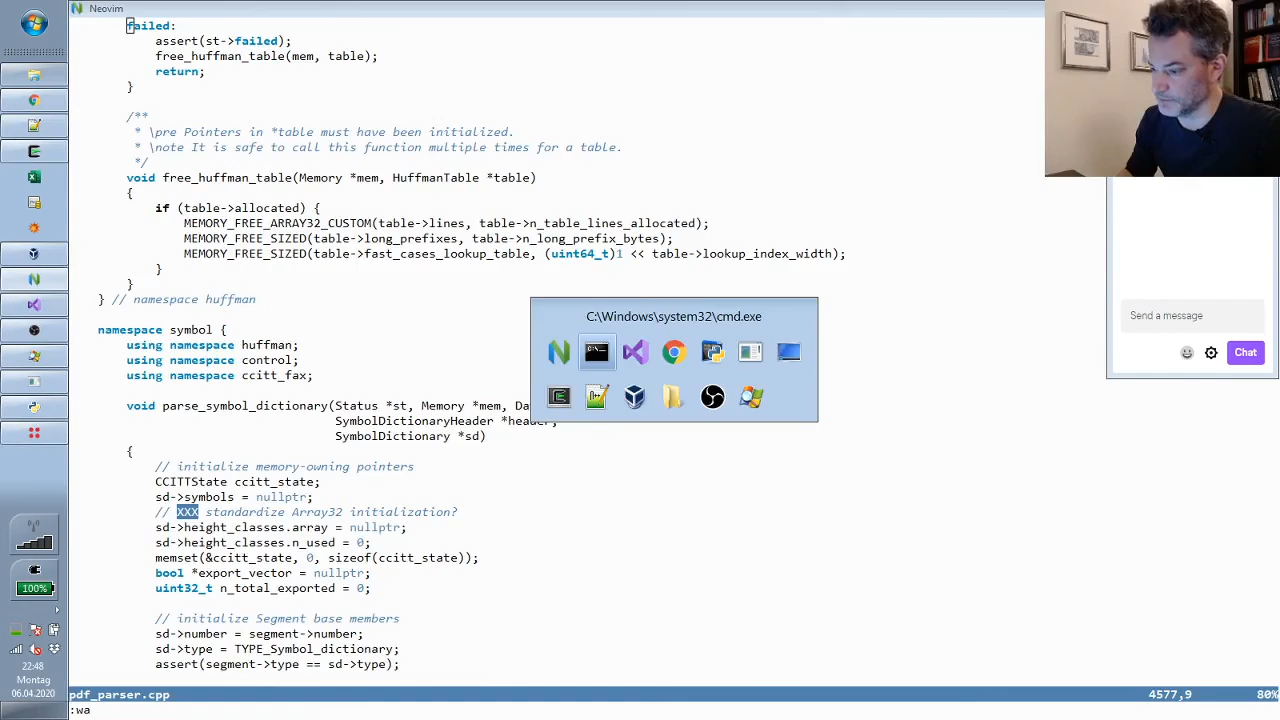 Neovim
failed:
assert(st->failed);
free_huffman_table(mem, table);
return;
}
/**
* \pre Pointers in *table must have been initialized.
* \note It is safe to call this function multiple times for a table.
*/
void free_huffman_table(Memory *mem, HuffmanTable *table)
{
if (table->allocated) {
MEMORY_FREE_ARRAY32_CUSTOM(table->lines, table->n_table_lines_allocated);
MEMORY_FREE_SIZED(table->long_prefixes, table->n_long_prefix_bytes);
MEMORY_FREE_SIZED(table->fast_cases_lookup_table, (uint64_t)1 << table->lookup_index_width);
}
}
} // namespace huffman
namespace symbol {
using namespace huffman;
using namespace control;
using namespace ccitt_fax;
void parse_symbol_dictionary(Status *st, Memory *mem, Da
SymbolDictionaryHeader *header,
SymbolDictionary *sd)
{
// initialize memory-owning pointers
CCITTState ccitt_state;
sd->symbols = nullptr;
// XXX standardize Array32 initialization?
sd->height_classes.array = nullptr;
sd->height_classes.n_used = 0;
memset(&ccitt_state, 0, sizeof(ccitt_state));
bool *export_vector = nullptr;
uint32_t n_total_exported = 0;
// initialize Segment base members
sd->number = segment->number;
sd->type = TYPE_Symbol_dictionary;
assert(segment->type == sd->type);
pdf_parser.cpp 4577,9 80%
:wa
C:\Windows\system32\cmd.exe
Send a message
Chat
100%
22:48
Montag
06.04.2020